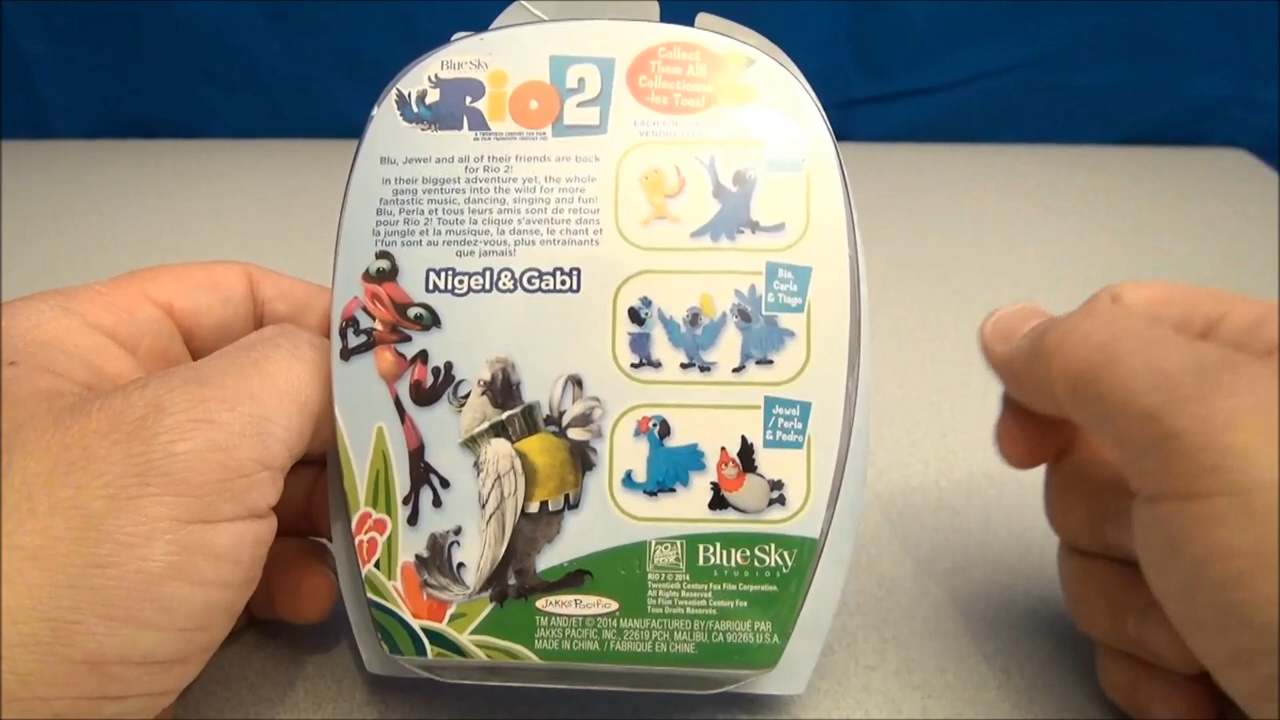 Blue Sky
Rio 2
Collect
Them All!
Collectionne
-les Tous!
Blu, Jewel and all of their friends are back
for Rio 2!
In their biggest adventure yet, the whole
gang ventures into the wild for more
fantastic music, dancing, singing and fun!
Blu, Perla et tous leurs amis sont de retour
pour Rio 2! Toute la clique s'aventure dans
la jungle et la musique, la danse, le chant et
l'fun sont au rendez-vous, plus entraînants
que jamais!
Nigel & Gabi
Bia,
Carla
& Tiago
Jewel
/ Perla
& Pedro
20th
FOX
Blue Sky
STUDIOS
RIO 2 © 2014
Twentieth Century Fox Film Corporation.
All Rights Reserved.
Un Film Twentieth Century Fox
Tous Droits Réservés.
JAKKS Pacific
TM AND/ET © 2014 MANUFACTURED BY/FABRIQUÉ PAR
JAKKS PACIFIC, INC., 22619 PCH, MALIBU, CA 90265 U.S.A.
MADE IN CHINA. / FABRIQUÉ EN CHINE.